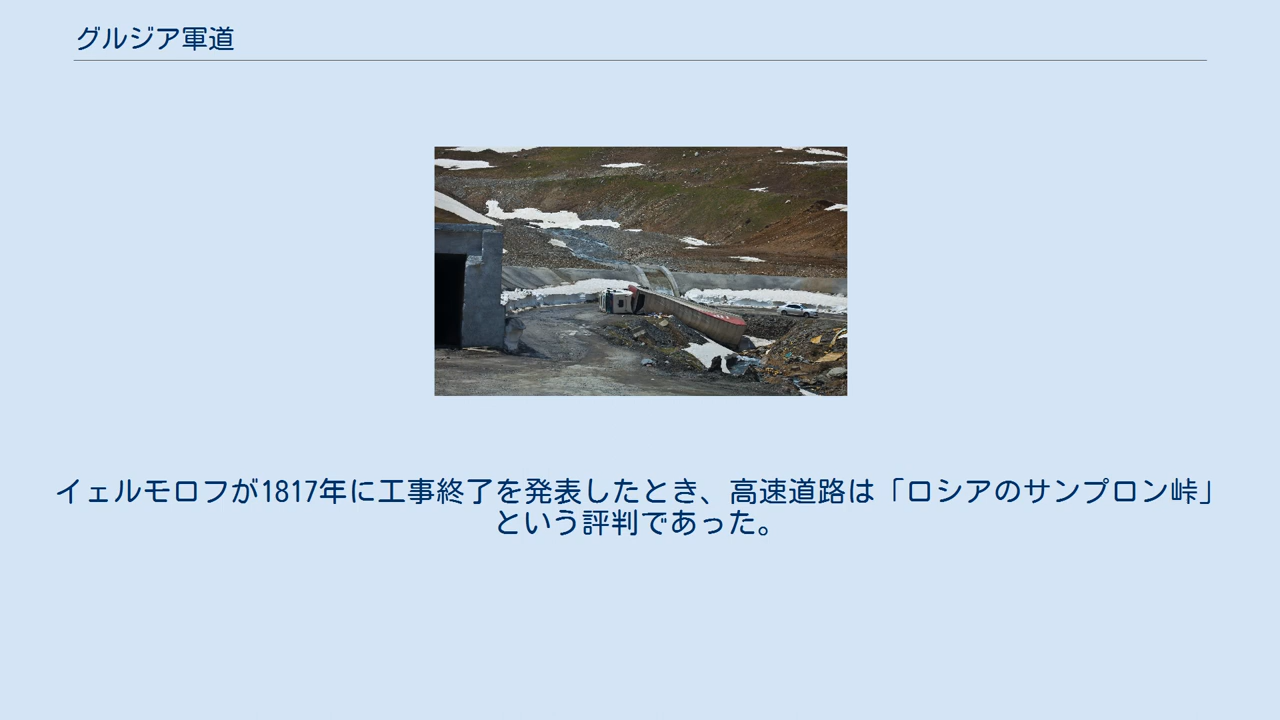 グルジア軍道
イェルモロフが1817年に工事終了を発表したとき、高速道路は「ロシアのサンプロン峠」
という評判であった。